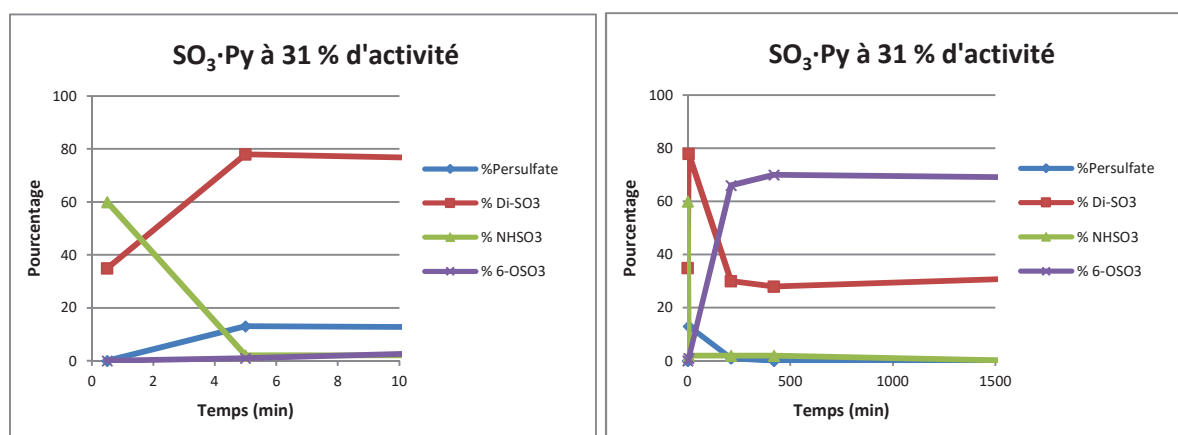 SO₃·Py à 31 % d'activité
Pourcentage
100
80
60
40
20
0
0 2 4 6 8 10
Temps (min)
%Persulfate
% Di-SO3
% NHSO3
% 6-OSO3
SO₃·Py à 31 % d'activité
Pourcentage
100
80
60
40
20
0
0 500 1000 1500
Temps (min)
%Persulfate
% Di-SO3
% NHSO3
% 6-OSO3